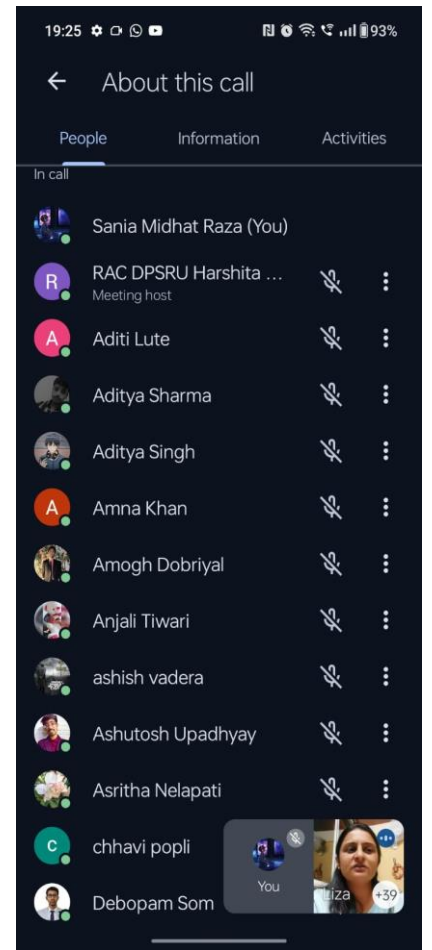 19:25 93%
About this call
People Information Activities
In call
Sania Midhat Raza (You)
R RAC DPSRU Harshita ...
Meeting host
A Aditi Lute
Aditya Sharma
Aditya Singh
A Amna Khan
Amogh Dobriyal
Anjali Tiwari
ashish vadera
Ashutosh Upadhyay
Asritha Nelapati
c chhavi popli
You Liza +39
Debopam Som